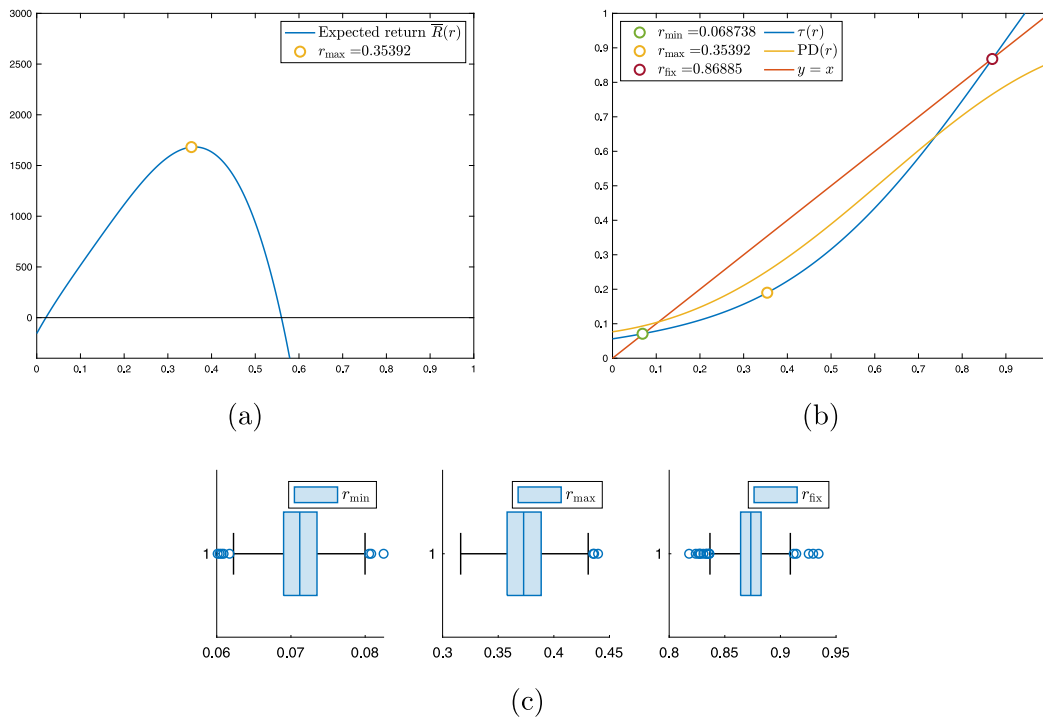 Expected return R̅(r)
r_max =0.35392
3000
2500
2000
1500
1000
500
0
0 0.1 0.2 0.3 0.4 0.5 0.6 0.7 0.8 0.9 1
(a)
r_min =0.068738 τ(r)
r_max =0.35392 PD(r)
r_fix =0.86885 y = x
1
0.9
0.8
0.7
0.6
0.5
0.4
0.3
0.2
0.1
0
0 0.1 0.2 0.3 0.4 0.5 0.6 0.7 0.8 0.9
(b)
r_min
1
0.06 0.07 0.08
r_max
1
0.3 0.35 0.4 0.45
r_fix
1
0.8 0.85 0.9 0.95
(c)